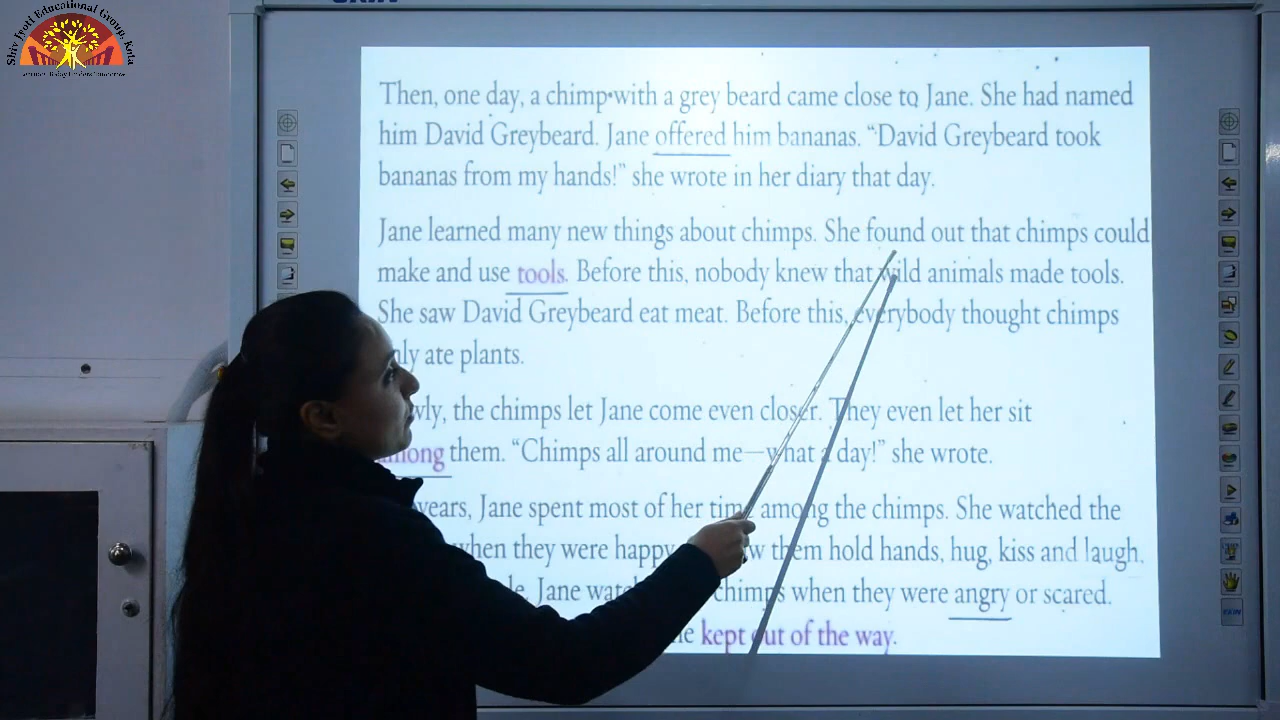 Shiv Jyoti Educational Group, Kota
Then, one day, a chimp with a grey beard came close to Jane. She had named
him David Greybeard. Jane offered him bananas. “David Greybeard took
bananas from my hands!” she wrote in her diary that day.
Jane learned many new things about chimps. She found out that chimps could
make and use tools. Before this, nobody knew that wild animals made tools.
She saw David Greybeard eat meat. Before this, everybody thought chimps
only ate plants.
the chimps let Jane come even closer. They even let her sit
among them. “Chimps all around me—what a day!” she wrote.
years, Jane spent most of her time among the chimps. She watched the
when they were happy. them hold hands, hug, kiss and laugh,
Jane chimps when they were angry or scared.
kept out of the way.